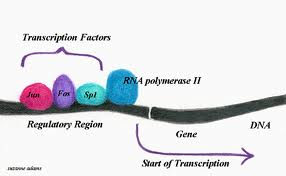 Transcription Factors
RNA polymerase II
Jun
Fos
Sp1
Regulatory Region
Gene
DNA
Start of Transcription
suzanne adams